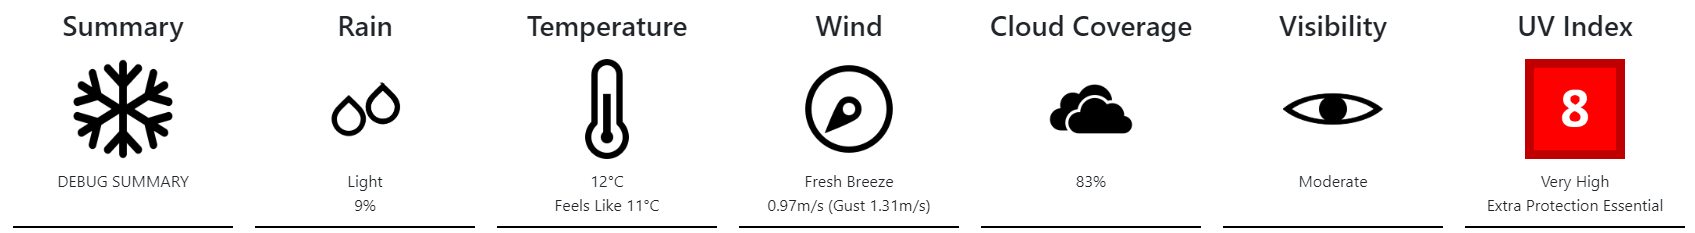 Summary
DEBUG SUMMARY
Rain
Light
9%
Temperature
12°C
Feels Like 11°C
Wind
Fresh Breeze
0.97m/s (Gust 1.31m/s)
Cloud Coverage
83%
Visibility
Moderate
UV Index
8
Very High
Extra Protection Essential